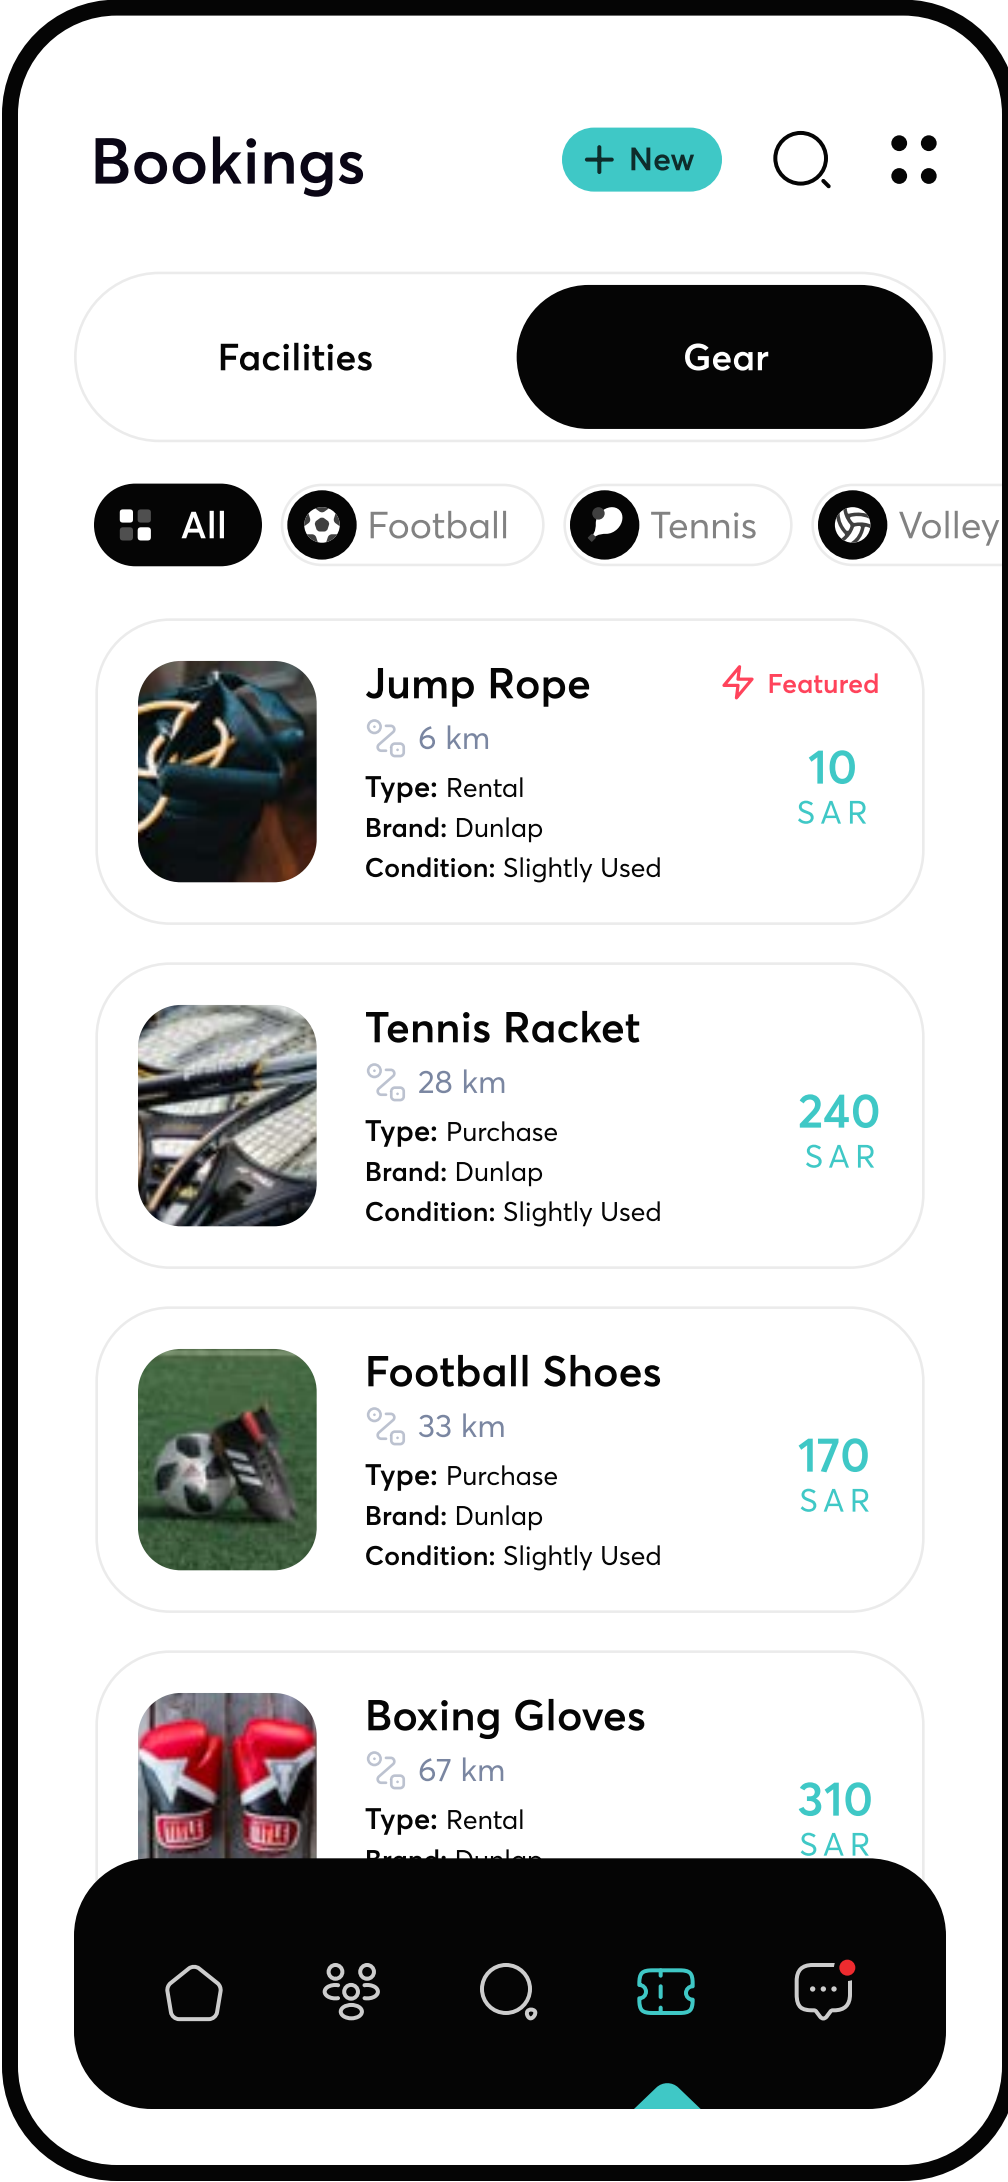 Bookings
New
Facilities
Gear
All
Football
Tennis
Volley
Jump Rope
Featured
6 km
10
SAR
Type: Rental
Brand: Dunlap
Condition: Slightly Used
Tennis Racket
28 km
240
SAR
Type: Purchase
Brand: Dunlap
Condition: Slightly Used
Football Shoes
33 km
170
SAR
Type: Purchase
Brand: Dunlap
Condition: Slightly Used
Boxing Gloves
67 km
310
SAR
Type: Rental
Brand: Dunlap